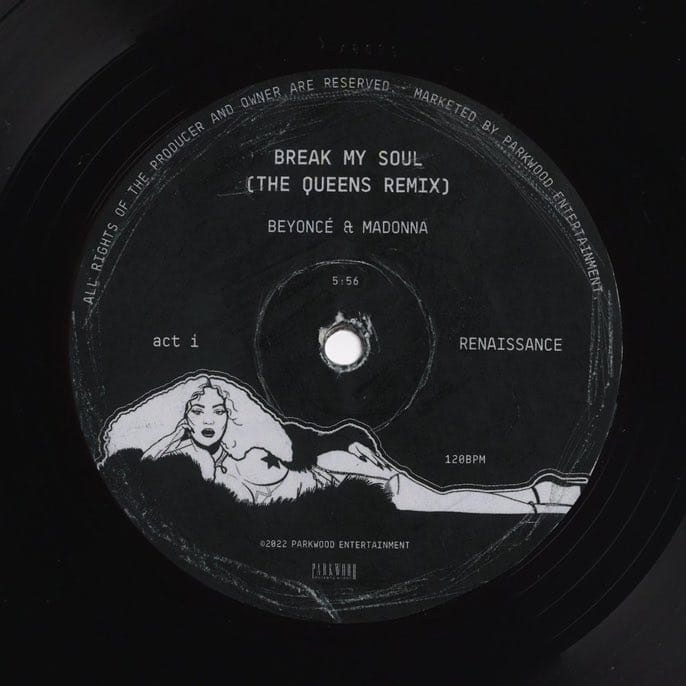 ALL RIGHTS OF THE PRODUCER AND OWNER ARE RESERVED. MARKETED BY PARKWOOD ENTERTAINMENT.
BREAK MY SOUL
(THE QUEENS REMIX)
BEYONCÉ & MADONNA
5:56
act i
RENAISSANCE
120BPM
©2022 PARKWOOD ENTERTAINMENT
PARKWOOD
ENTERTAINMENT